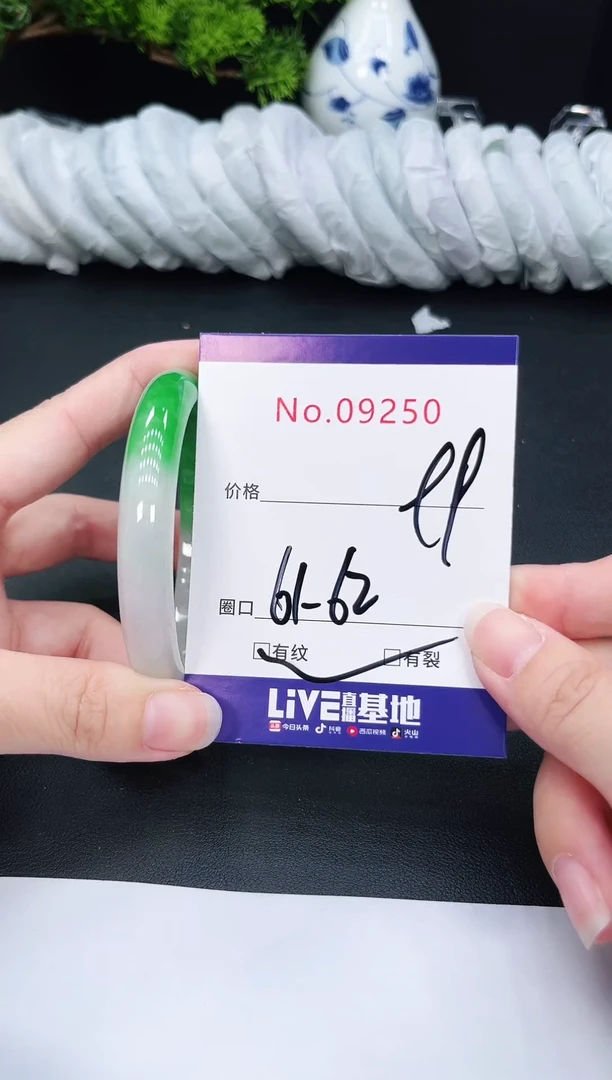 No.09250
价格
圈口 61-62
有纹 有裂
LiVE直播基地
今日头条 抖音 西瓜视频 火山